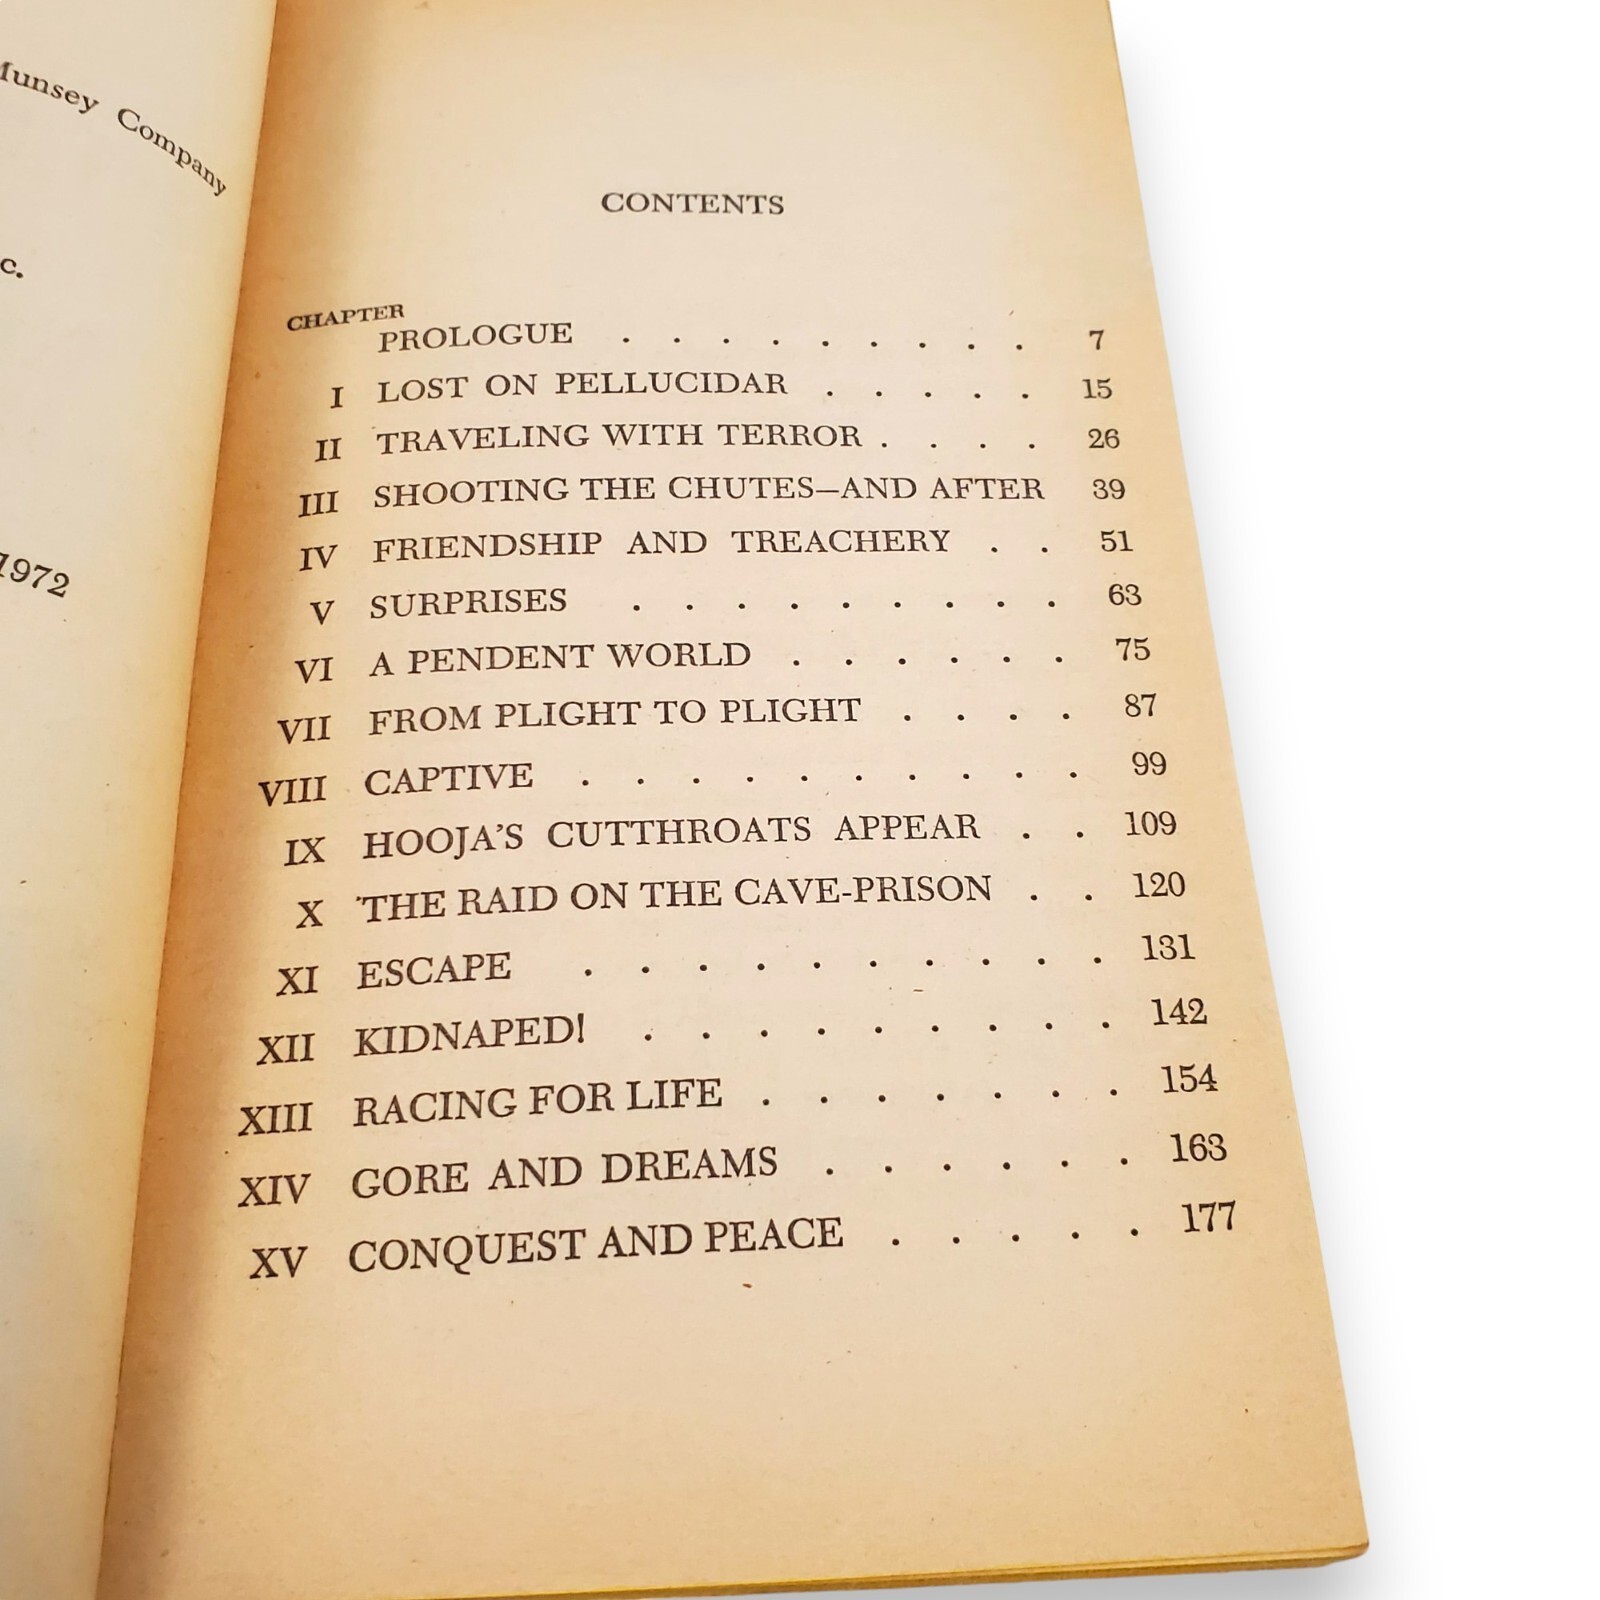 Munsey Company
c.
1972
CONTENTS
CHAPTER
PROLOGUE . . . . . . . . . 7
I LOST ON PELLUCIDAR . . . . . 15
II TRAVELING WITH TERROR . . . . 26
III SHOOTING THE CHUTES—AND AFTER 39
IV FRIENDSHIP AND TREACHERY . . 51
V SURPRISES . . . . . . . . . 63
VI A PENDENT WORLD . . . . . . 75
VII FROM PLIGHT TO PLIGHT . . . . 87
VIII CAPTIVE . . . . . . . . . . 99
IX HOOJA'S CUTTHROATS APPEAR . . 109
X THE RAID ON THE CAVE-PRISON . . 120
XI ESCAPE . . . . . . . . . . 131
XII KIDNAPED! . . . . . . . . . 142
XIII RACING FOR LIFE . . . . . . . 154
XIV GORE AND DREAMS . . . . . . 163
XV CONQUEST AND PEACE . . . . . 177